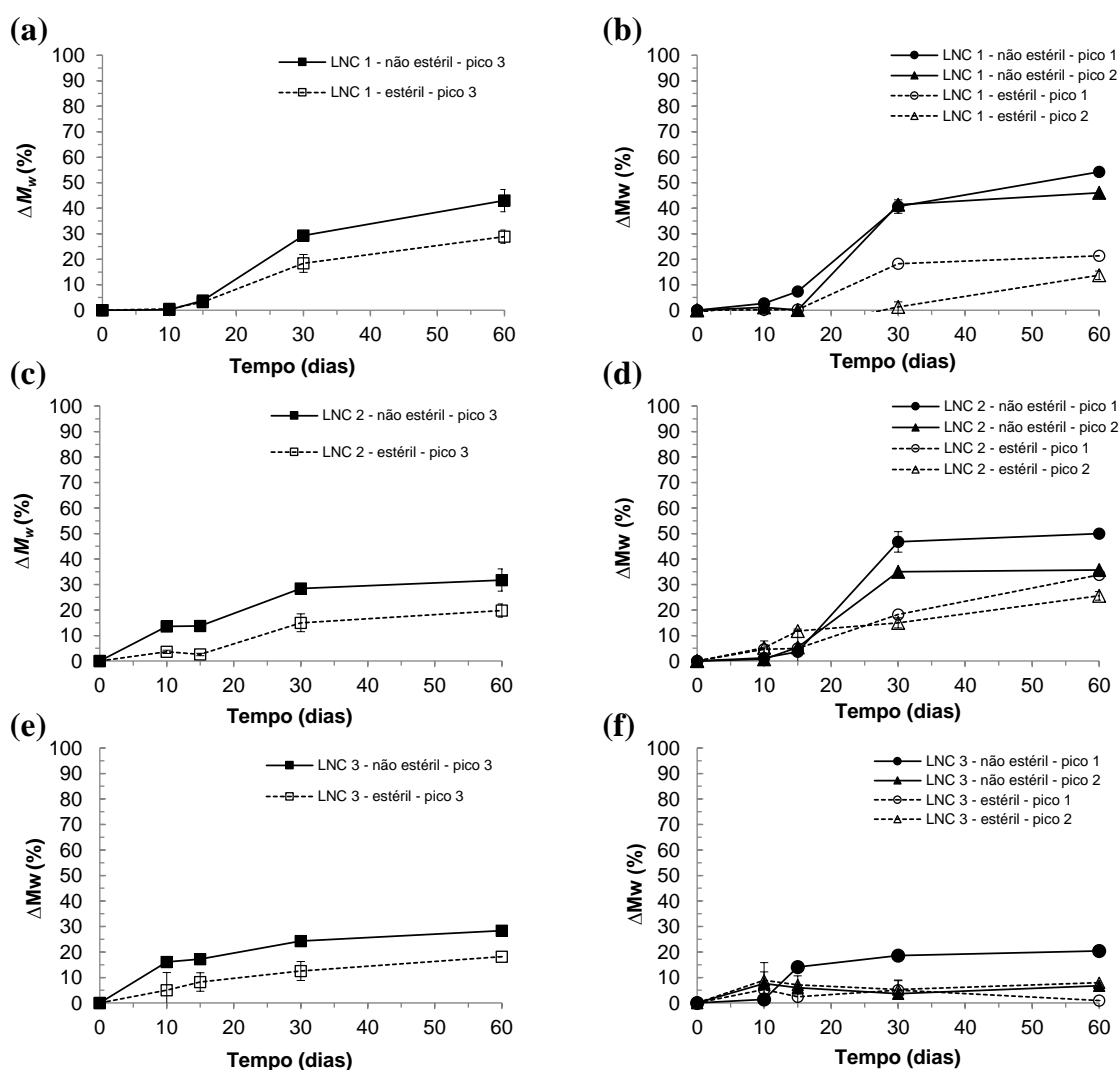 (a)
100
90
80
70
60
50
40
30
20
10
0
ΔMw (%)
0 10 20 30 40 50 60
Tempo (dias)
LNC 1 - não estéril - pico 3
LNC 1 - estéril - pico 3
(b)
100
90
80
70
60
50
40
30
20
10
0
ΔMw (%)
0 10 20 30 40 50 60
Tempo (dias)
LNC 1 - não estéril - pico 1
LNC 1 - não estéril - pico 2
LNC 1 - estéril - pico 1
LNC 1 - estéril - pico 2
(c)
100
90
80
70
60
50
40
30
20
10
0
ΔMw (%)
0 10 20 30 40 50 60
Tempo (dias)
LNC 2 - não estéril - pico 3
LNC 2 - estéril - pico 3
(d)
100
90
80
70
60
50
40
30
20
10
0
ΔMw (%)
0 10 20 30 40 50 60
Tempo (dias)
LNC 2 - não estéril - pico 1
LNC 2 - não estéril - pico 2
LNC 2 - estéril - pico 1
LNC 2 - estéril - pico 2
(e)
100
90
80
70
60
50
40
30
20
10
0
ΔMw (%)
0 10 20 30 40 50 60
Tempo (dias)
LNC 3 - não estéril - pico 3
LNC 3 - estéril - pico 3
(f)
100
90
80
70
60
50
40
30
20
10
0
ΔMw (%)
0 10 20 30 40 50 60
Tempo (dias)
LNC 3 - não estéril - pico 1
LNC 3 - não estéril - pico 2
LNC 3 - estéril - pico 1
LNC 3 - estéril - pico 2